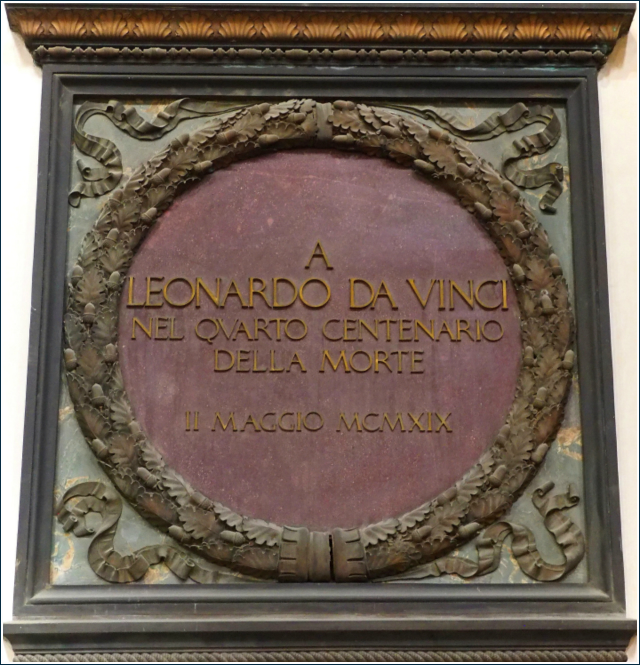 A
LEONARDO DA VINCI
NEL QVARTO CENTENARIO
DELLA MORTE
II MAGGIO MCMXIX